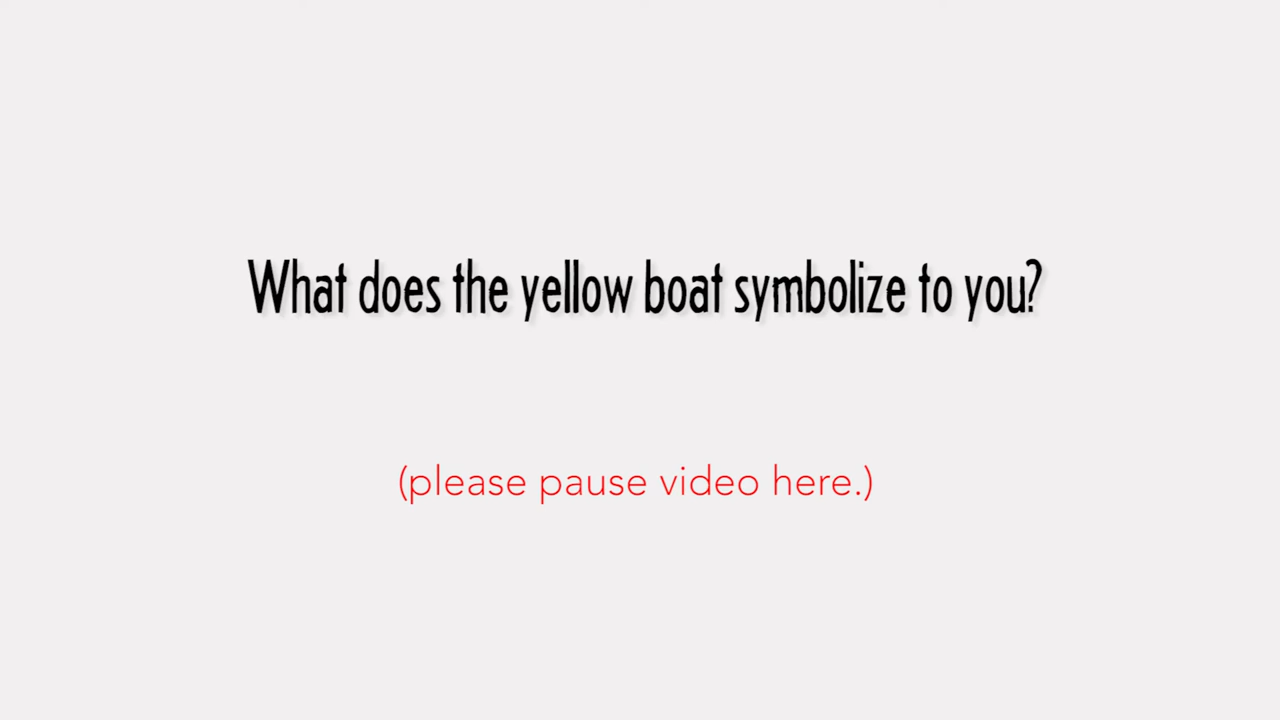 What does the yellow boat symbolize to you?
(please pause video here.)